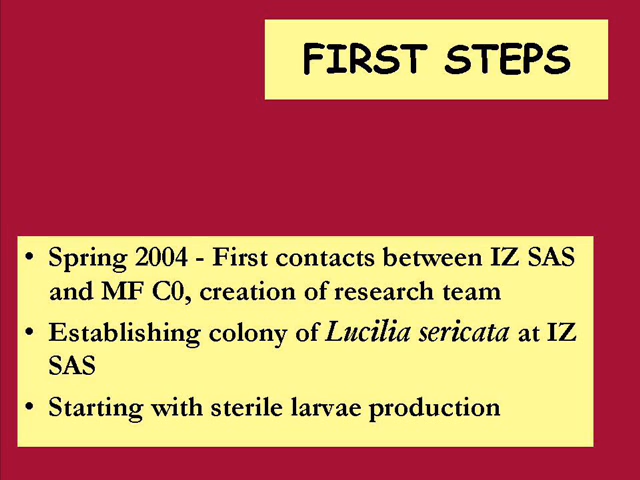 FIRST STEPS
• Spring 2004 - First contacts between IZ SAS
and MF C0, creation of research team
• Establishing colony of Lucilia sericata at IZ
SAS
• Starting with sterile larvae production